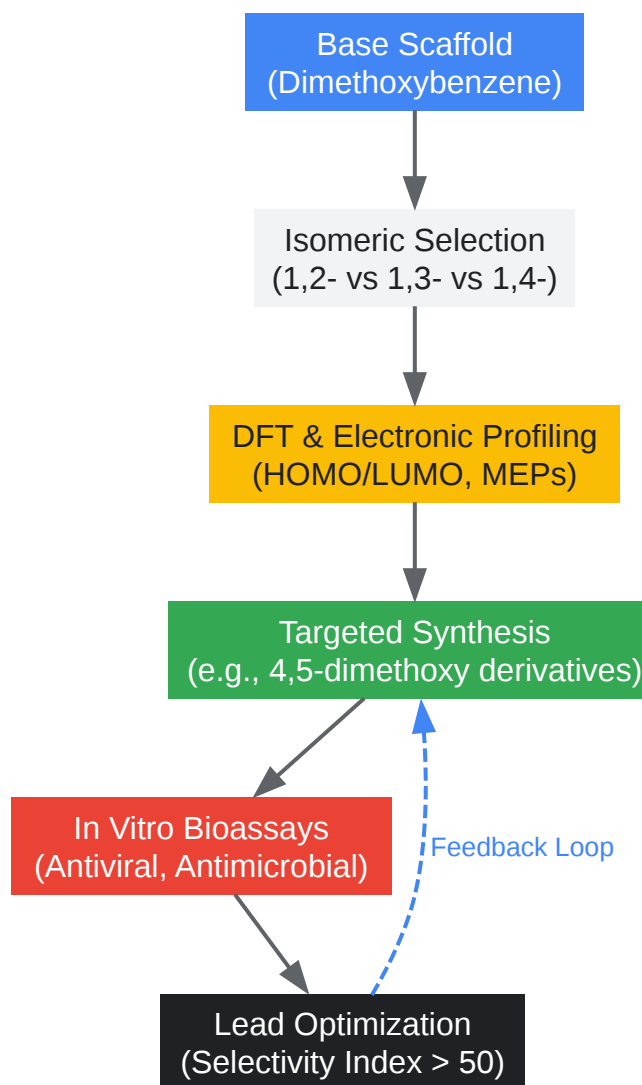 Base Scaffold
(Dimethoxybenzene)
Isomeric Selection
(1,2- vs 1,3- vs 1,4-)
DFT & Electronic Profiling
(HOMO/LUMO, MEPs)
Targeted Synthesis
(e.g., 4,5-dimethoxy derivatives)
In Vitro Bioassays
(Antiviral, Antimicrobial)
Feedback Loop
Lead Optimization
(Selectivity Index > 50)